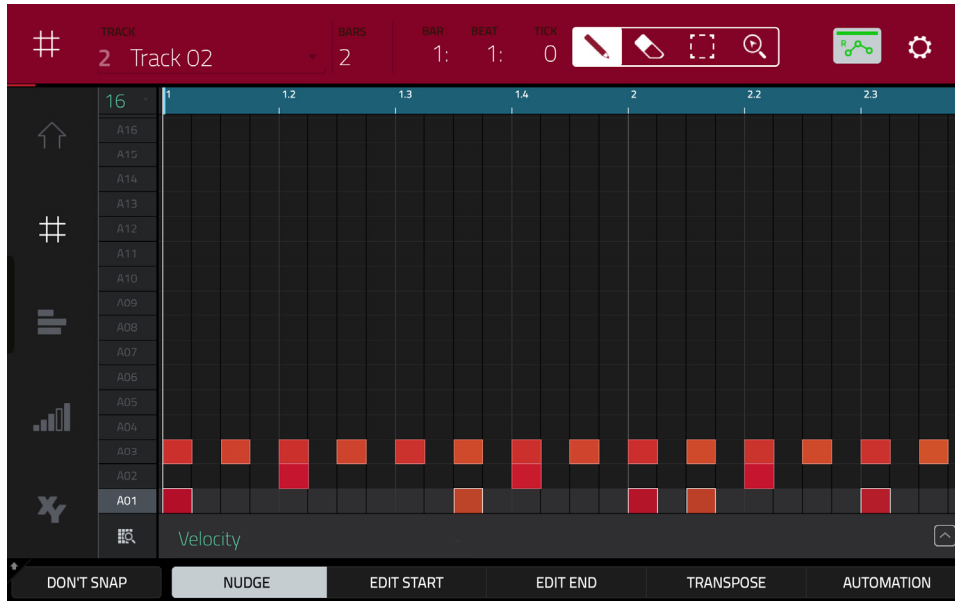 TRACK BARS BAR BEAT TICK
2 Track 02 2 1: 1: 0
R
16 1 1.2 1.3 1.4 2 2.2 2.3
A16
A15
A14
A13
A12
A11
A10
A09
A08
A07
A06
A05
A04
A03
A02
A01
XY
Velocity
DON'T SNAP NUDGE EDIT START EDIT END TRANSPOSE AUTOMATION